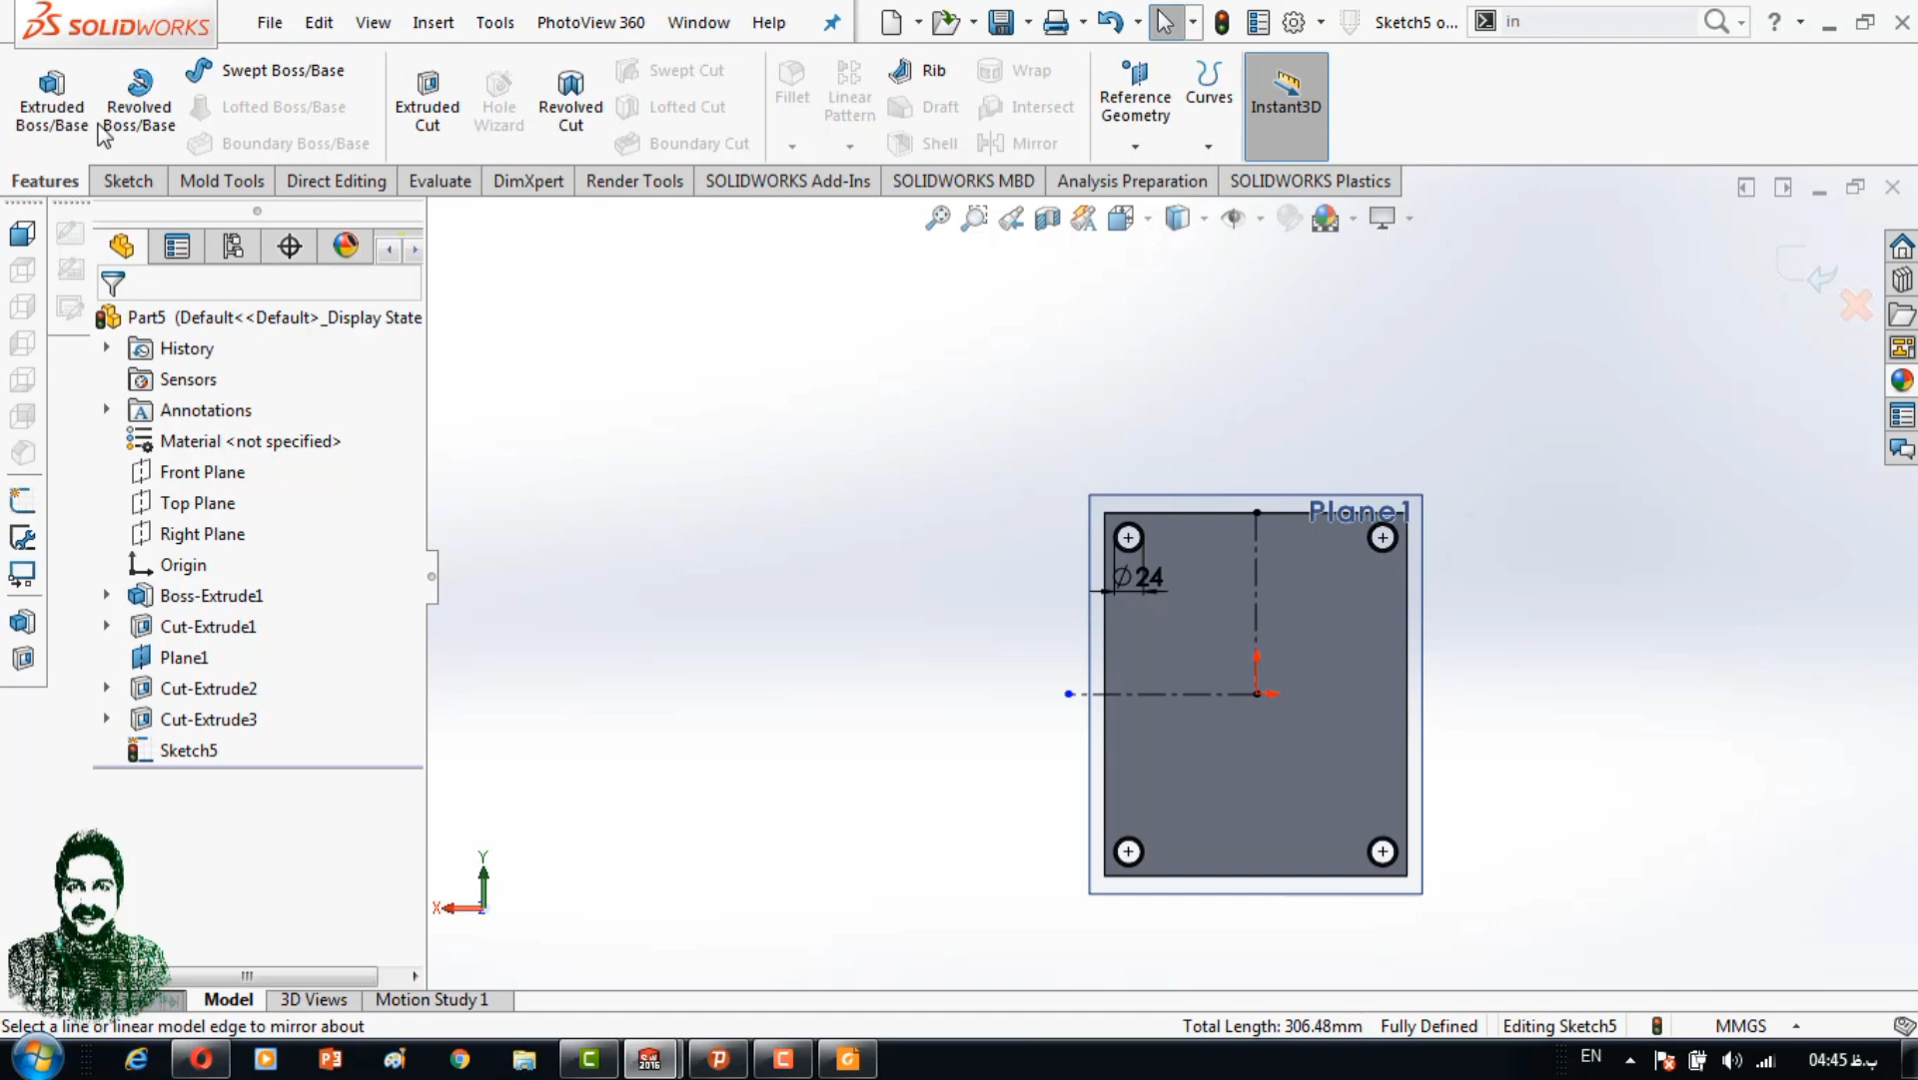 SOLIDWORKS
File Edit View Insert Tools PhotoView 360 Window Help
Sketch5 o...
in
Extruded Boss/Base
Revolved Boss/Base
Swept Boss/Base
Lofted Boss/Base
Boundary Boss/Base
Extruded Cut
Hole Wizard
Revolved Cut
Swept Cut
Lofted Cut
Boundary Cut
Fillet
Linear Pattern
Rib
Draft
Shell
Wrap
Intersect
Mirror
Reference Geometry
Curves
Instant3D
Features Sketch Mold Tools Direct Editing Evaluate DimXpert Render Tools SOLIDWORKS Add-Ins SOLIDWORKS MBD Analysis Preparation SOLIDWORKS Plastics
Part5 (Default<<Default>_Display State
History
Sensors
Annotations
Material <not specified>
Front Plane
Top Plane
Right Plane
Origin
Boss-Extrude1
Cut-Extrude1
Plane1
Cut-Extrude2
Cut-Extrude3
Sketch5
Plane1
∅24
Y
X
Model 3D Views Motion Study 1
Select a line or linear model edge to mirror about
Total Length: 306.48mm Fully Defined Editing Sketch5 MMGS
EN
04:45 ب.ظ